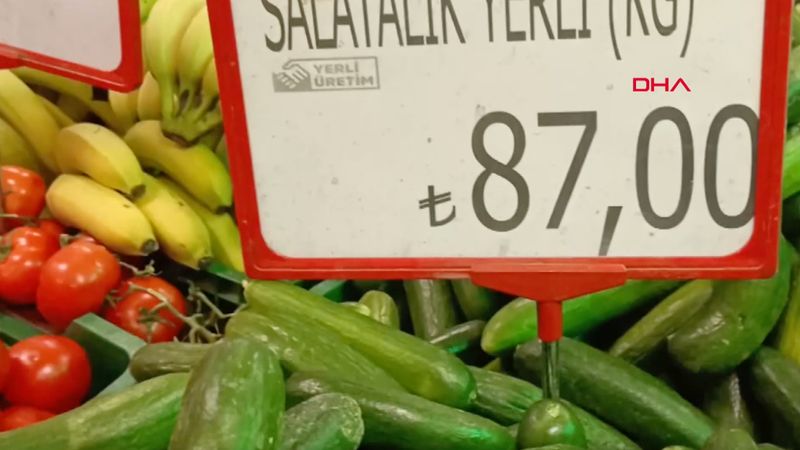 SALATALIK YERLİ (KG)
YERLİ
ÜRETİM
DHA
₺87,00